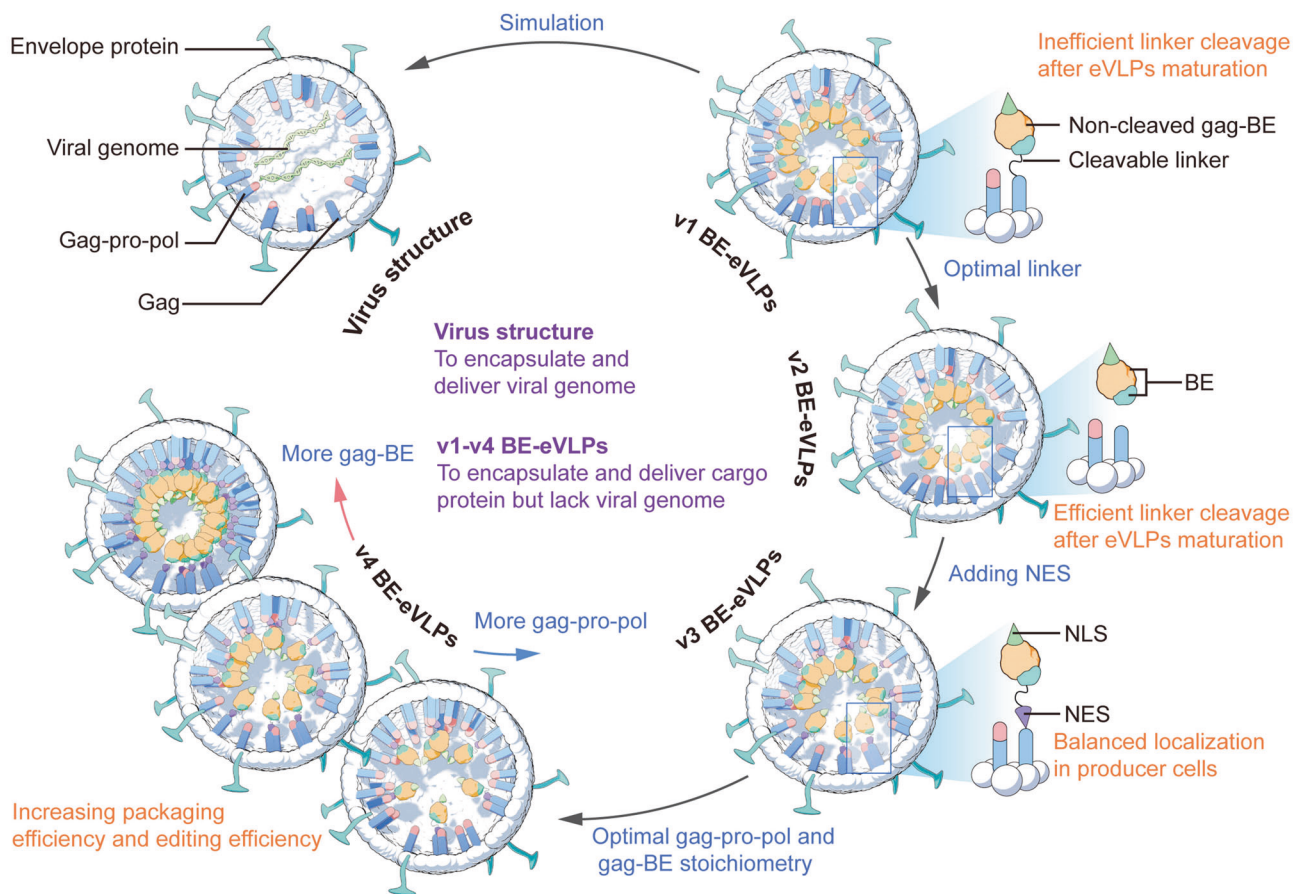 Simulation
Envelope protein
Viral genome
Gag-pro-pol
Gag
Virus structure
Inefficient linker cleavage
after eVLPs maturation
Non-cleaved gag-BE
Cleavable linker
v1 BE-eVLPs
Optimal linker
v2 BE-eVLPs
BE
Efficient linker cleavage
after eVLPs maturation
Adding NES
Virus structure
To encapsulate and
deliver viral genome
v1-v4 BE-eVLPs
To encapsulate and deliver cargo
protein but lack viral genome
v3 BE-eVLPs
NLS
NES
Balanced localization
in producer cells
Optimal gag-pro-pol and
gag-BE stoichiometry
More gag-BE
v4 BE-eVLPs
More gag-pro-pol
Increasing packaging
efficiency and editing efficiency